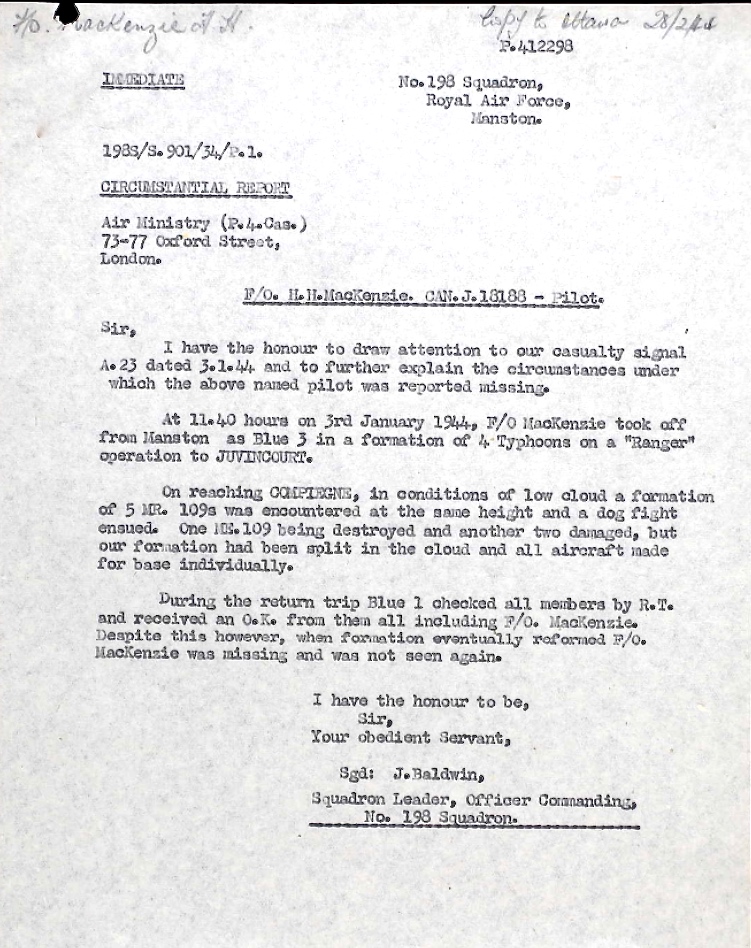 F/O. MacKenzie H H.
Copy to Ottawa 28/2/44
P.412298
IMMEDIATE
No.198 Squadron,
Royal Air Force,
Manston.
198S/S.901/34/P.1.
CIRCUMSTANTIAL REPORT
Air Ministry (P.4.Cas.)
73-77 Oxford Street,
London.
F/O. H.H.MacKenzie. CAN.J.18188 - Pilot.
Sir,
I have the honour to draw attention to our casualty signal
A.23 dated 3.1.44 and to further explain the circumstances under
which the above named pilot was reported missing.
At 11.40 hours on 3rd January 1944, F/O MacKenzie took off
from Manston as Blue 3 in a formation of 4 Typhoons on a "Ranger"
operation to JUVINCOURT.
On reaching COMPIEGNE, in conditions of low cloud a formation
of 5 ME. 109s was encountered at the same height and a dog fight
ensued. One ME.109 being destroyed and another two damaged, but
our formation had been split in the cloud and all aircraft made
for base individually.
During the return trip Blue 1 checked all members by R.T.
and received an O.K. from them all including F/O. MacKenzie.
Despite this however, when formation eventually reformed F/O.
MacKenzie was missing and was not seen again.
I have the honour to be,
Sir,
Your obedient Servant,
Sgd: J.Baldwin,
Squadron Leader, Officer Commanding,
No. 198 Squadron.